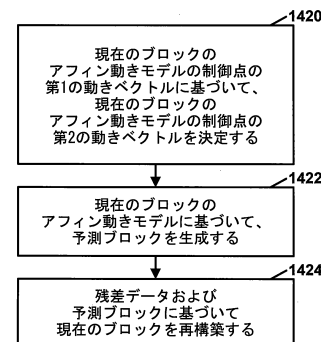 1420
現在のブロックの
アフィン動きモデルの制御点の
第1の動きベクトルに基づいて、
現在のブロックの
アフィン動きモデルの制御点の
第2の動きベクトルを決定する
1422
現在のブロックの
アフィン動きモデルに基づいて、
予測ブロックを生成する
1424
残差データおよび
予測ブロックに基づいて
現在のブロックを再構築する